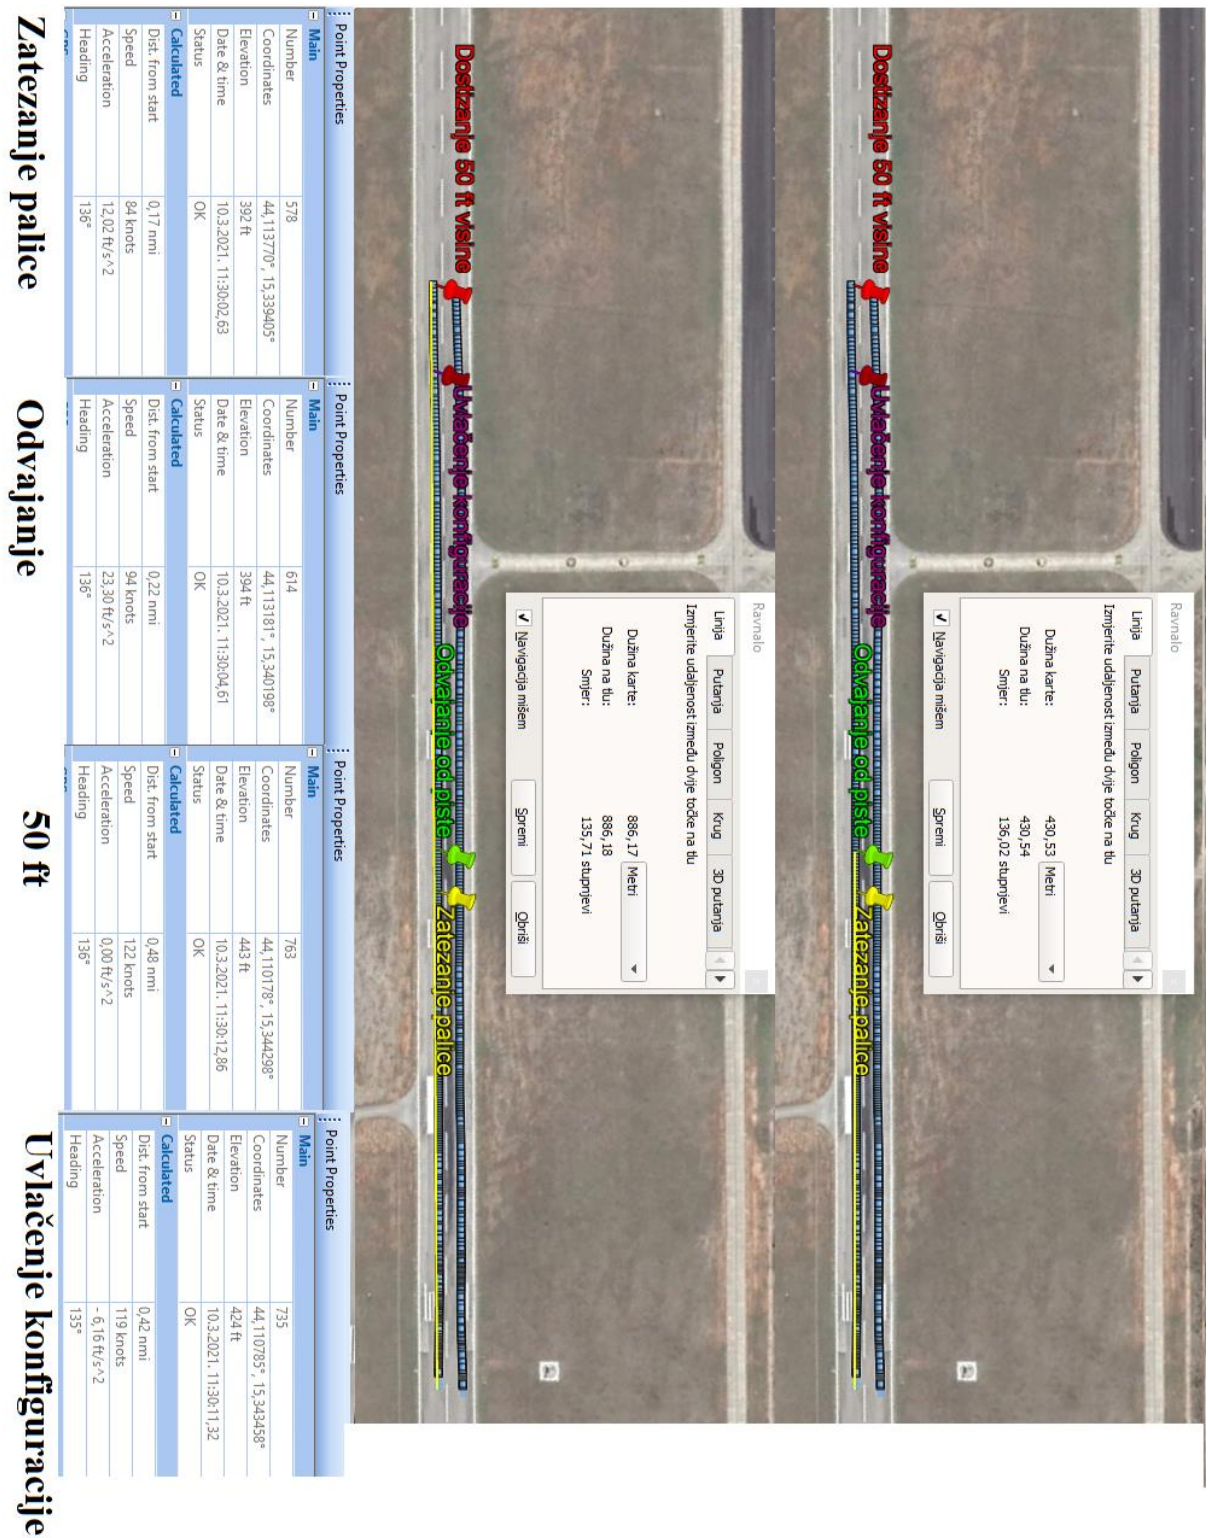 Ravnalo
Linija Putanja Poligon Krug 3D putanja
Izmjerite udaljenost između dvije točke na tlu
Dužina karte: 430,53 Metri
Dužina na tlu: 430,54
Smjer: 136,02 stupnjevi
Navigacija mišem Spremi Obriši
Dostizanje 50 ft visine
Uvlačenje konfiguracije
Odvajanje od piste
Zatezanje palice
Ravnalo
Linija Putanja Poligon Krug 3D putanja
Izmjerite udaljenost između dvije točke na tlu
Dužina karte: 886,17 Metri
Dužina na tlu: 886,18
Smjer: 135,71 stupnjevi
Navigacija mišem Spremi Obriši
Dostizanje 50 ft visine
Uvlačenje konfiguracije
Odvajanje od piste
Zatezanje palice
Point Properties
Main
Number 578
Coordinates 44,113770°, 15,339405°
Elevation 392 ft
Date & time 10.3.2021. 11:30:02,63
Status OK
Calculated
Dist. from start 0,17 nmi
Speed 84 knots
Acceleration 12,02 ft/s^2
Heading 136°
Zatezanje palice
Point Properties
Main
Number 614
Coordinates 44,113181°, 15,340198°
Elevation 394 ft
Date & time 10.3.2021. 11:30:04,61
Status OK
Calculated
Dist. from start 0,22 nmi
Speed 94 knots
Acceleration 23,30 ft/s^2
Heading 136°
Odvajanje
Point Properties
Main
Number 763
Coordinates 44,110178°, 15,344298°
Elevation 443 ft
Date & time 10.3.2021. 11:30:12,86
Status OK
Calculated
Dist. from start 0,48 nmi
Speed 122 knots
Acceleration 0,00 ft/s^2
Heading 136°
50 ft
Point Properties
Main
Number 735
Coordinates 44,110785°, 15,343458°
Elevation 424 ft
Date & time 10.3.2021. 11:30:11,32
Status OK
Calculated
Dist. from start 0,42 nmi
Speed 119 knots
Acceleration - 6,16 ft/s^2
Heading 135°
Uvlačenje konfiguracije